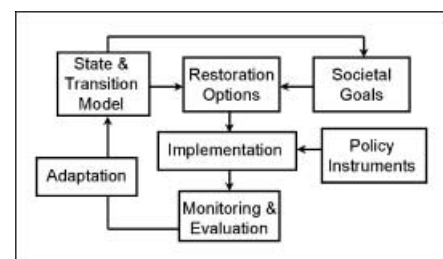 State &
Transition
Model
Restoration
Options
Societal
Goals
Implementation
Policy
Instruments
Adaptation
Monitoring &
Evaluation